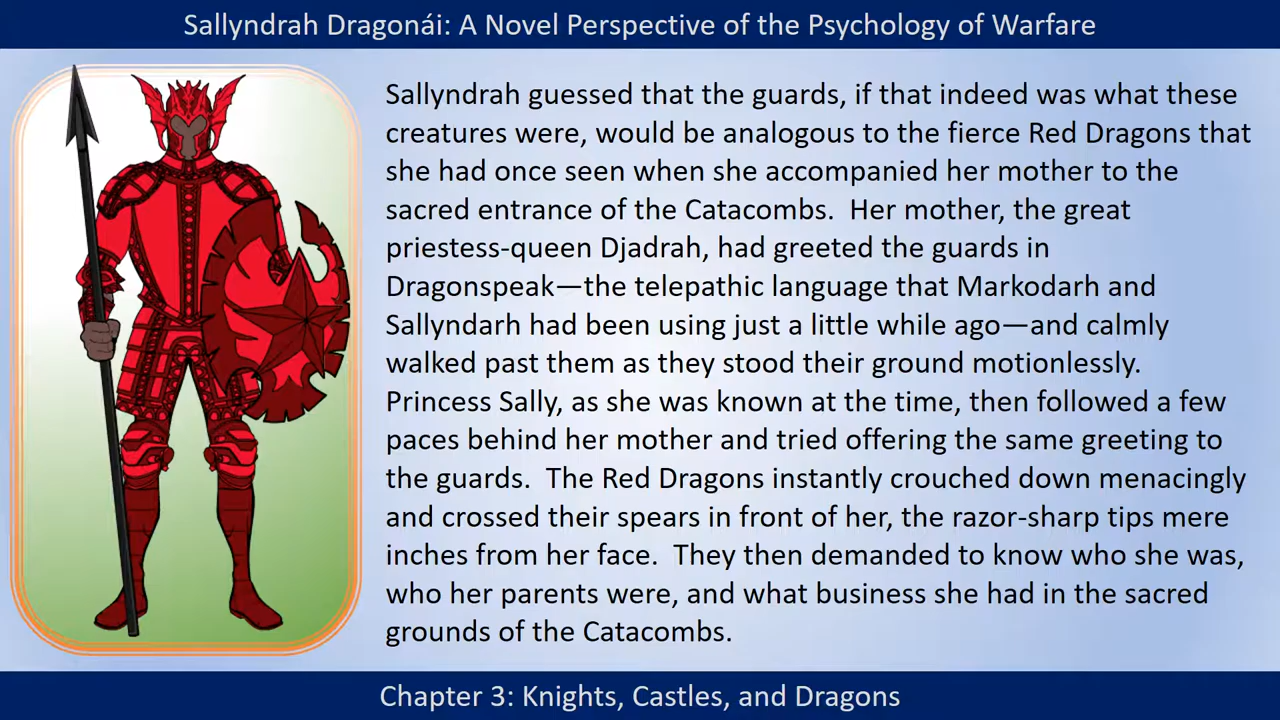 Sallyndrah Dragonái: A Novel Perspective of the Psychology of Warfare
Sallyndrah guessed that the guards, if that indeed was what these
creatures were, would be analogous to the fierce Red Dragons that
she had once seen when she accompanied her mother to the
sacred entrance of the Catacombs.  Her mother, the great
priestess-queen Djadrah, had greeted the guards in
Dragonspeak—the telepathic language that Markodarh and
Sallyndarh had been using just a little while ago—and calmly
walked past them as they stood their ground motionlessly.
Princess Sally, as she was known at the time, then followed a few
paces behind her mother and tried offering the same greeting to
the guards.  The Red Dragons instantly crouched down menacingly
and crossed their spears in front of her, the razor-sharp tips mere
inches from her face.  They then demanded to know who she was,
who her parents were, and what business she had in the sacred
grounds of the Catacombs.
Chapter 3: Knights, Castles, and Dragons